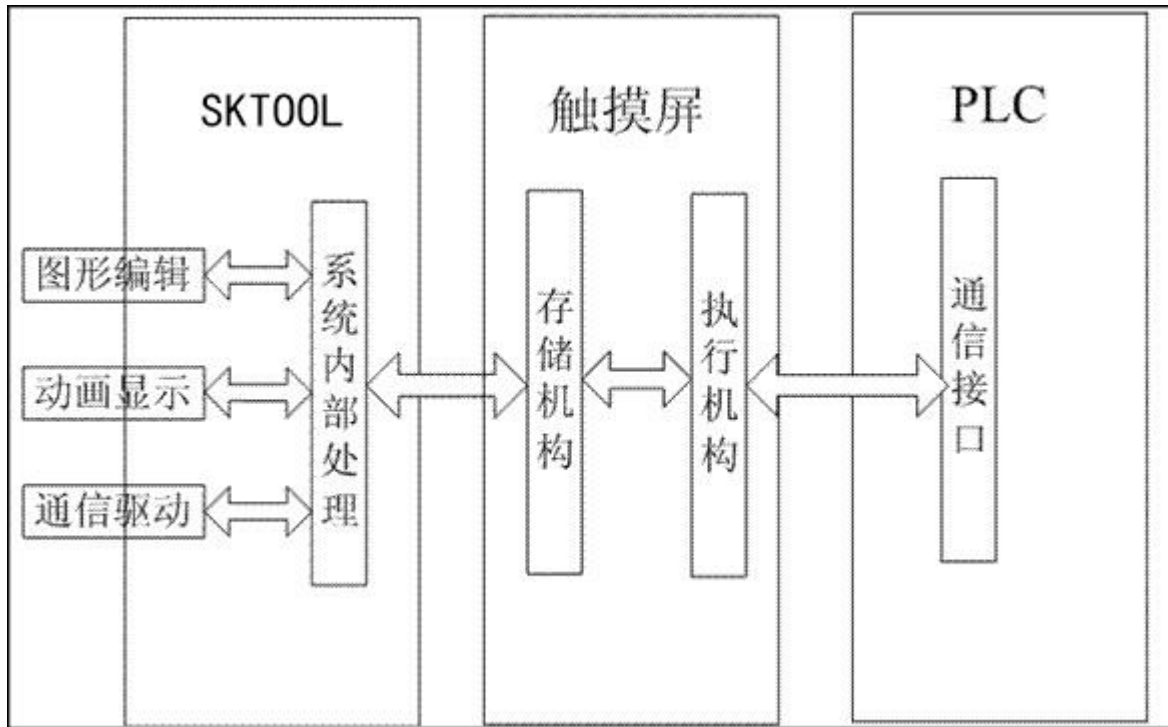 SKTOOL
触摸屏
PLC
图形编辑
动画显示
通信驱动
系统内部处理
存储机构
执行机构
通信接口